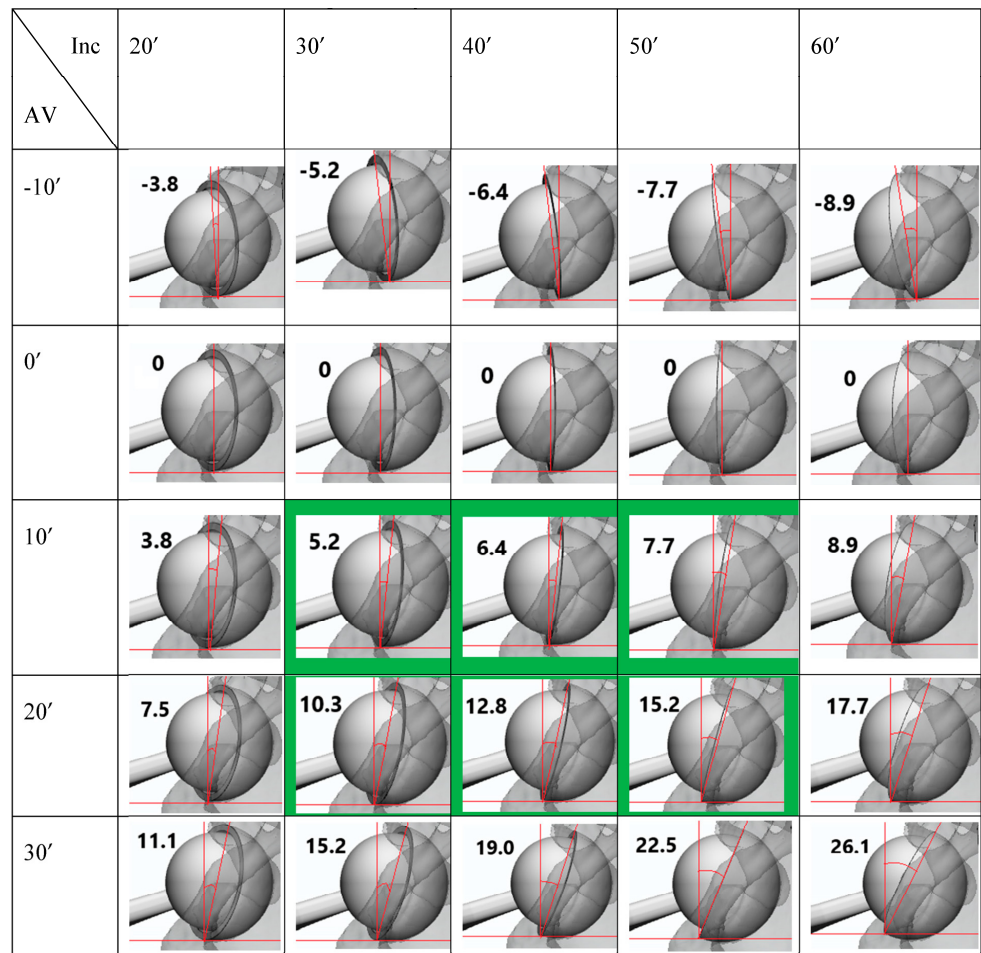 Inc 20′ 30′ 40′ 50′ 60′
AV
-10′ -3.8 -5.2 -6.4 -7.7 -8.9
0′ 0 0 0 0 0
10′ 3.8 5.2 6.4 7.7 8.9
20′ 7.5 10.3 12.8 15.2 17.7
30′ 11.1 15.2 19.0 22.5 26.1